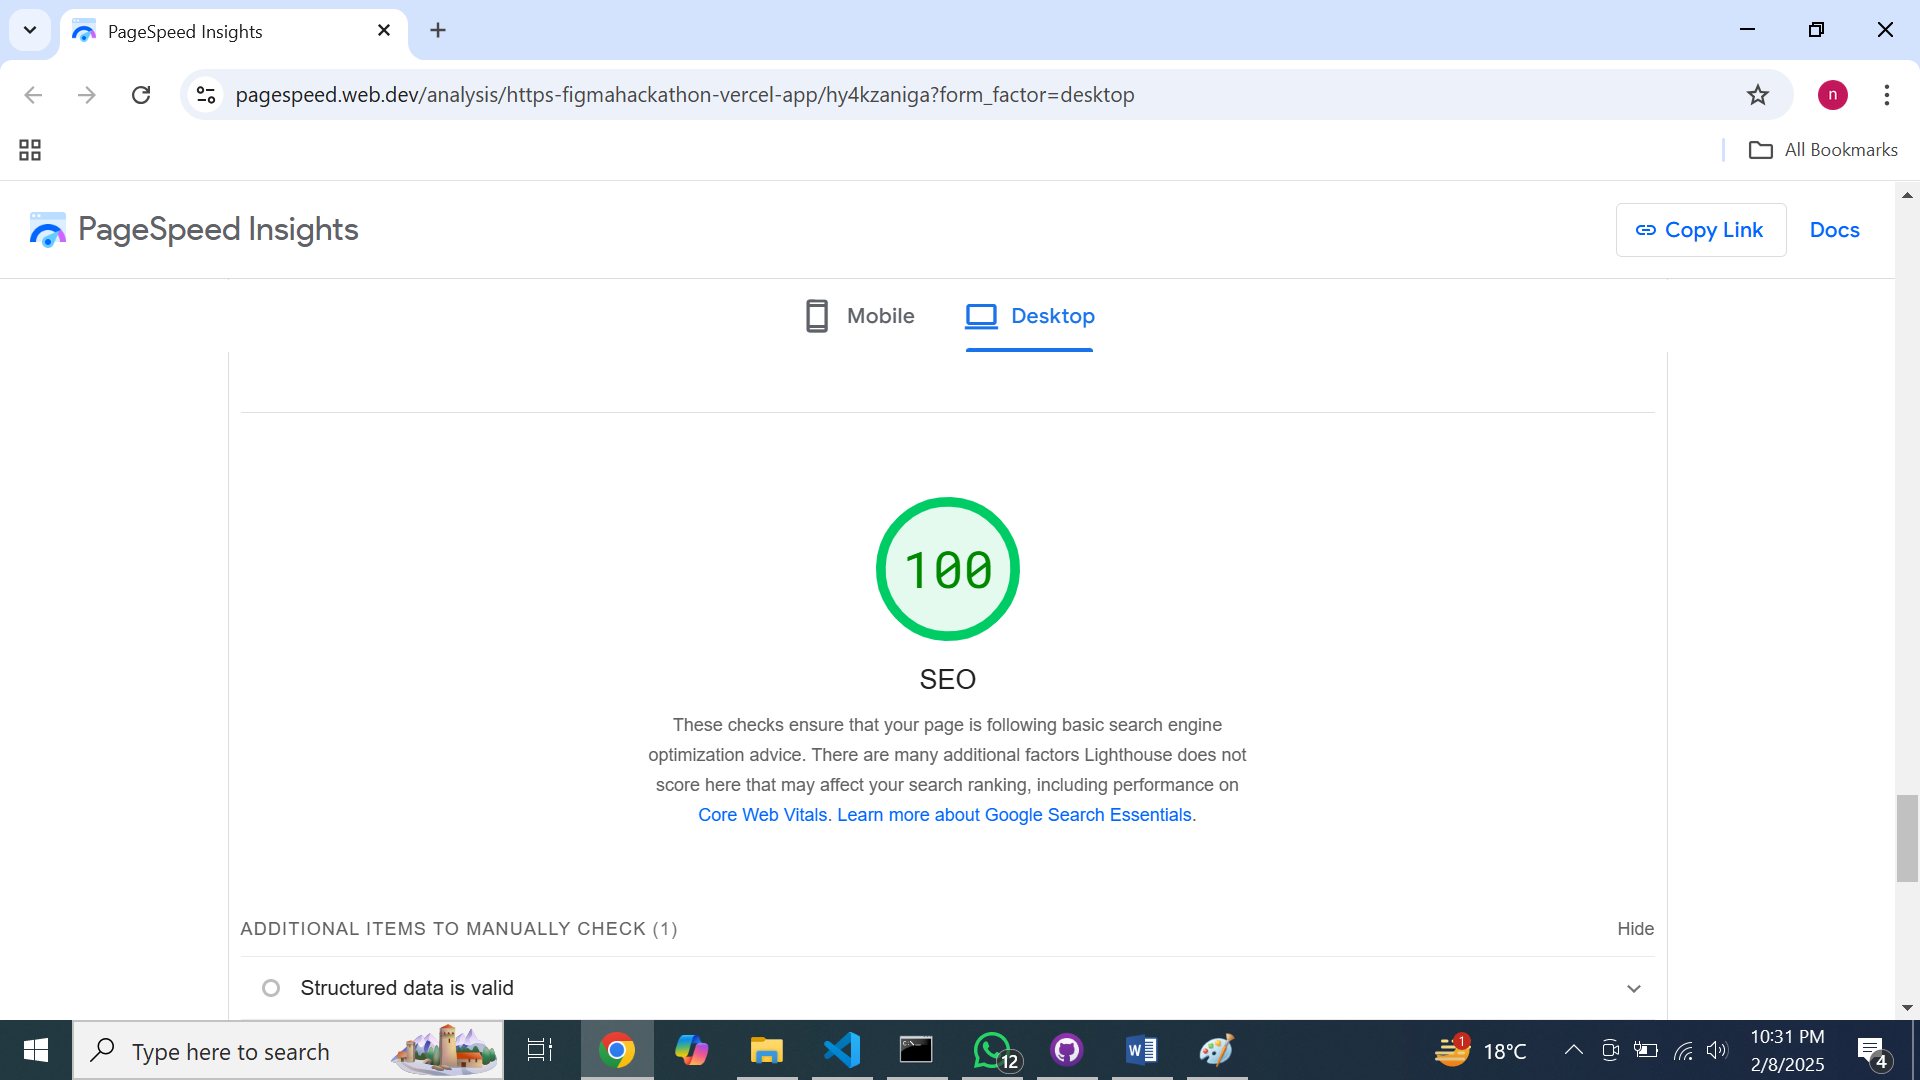 PageSpeed Insights
pagespeed.web.dev/analysis/https-figmahackathon-vercel-app/hy4kzaniga?form_factor=desktop
n
All Bookmarks
PageSpeed Insights
Copy Link
Docs
Mobile
Desktop
100
SEO
These checks ensure that your page is following basic search engine
optimization advice. There are many additional factors Lighthouse does not
score here that may affect your search ranking, including performance on
Core Web Vitals. Learn more about Google Search Essentials.
ADDITIONAL ITEMS TO MANUALLY CHECK (1)
Hide
Structured data is valid
Type here to search
12
1
18°C
10:31 PM
2/8/2025
4